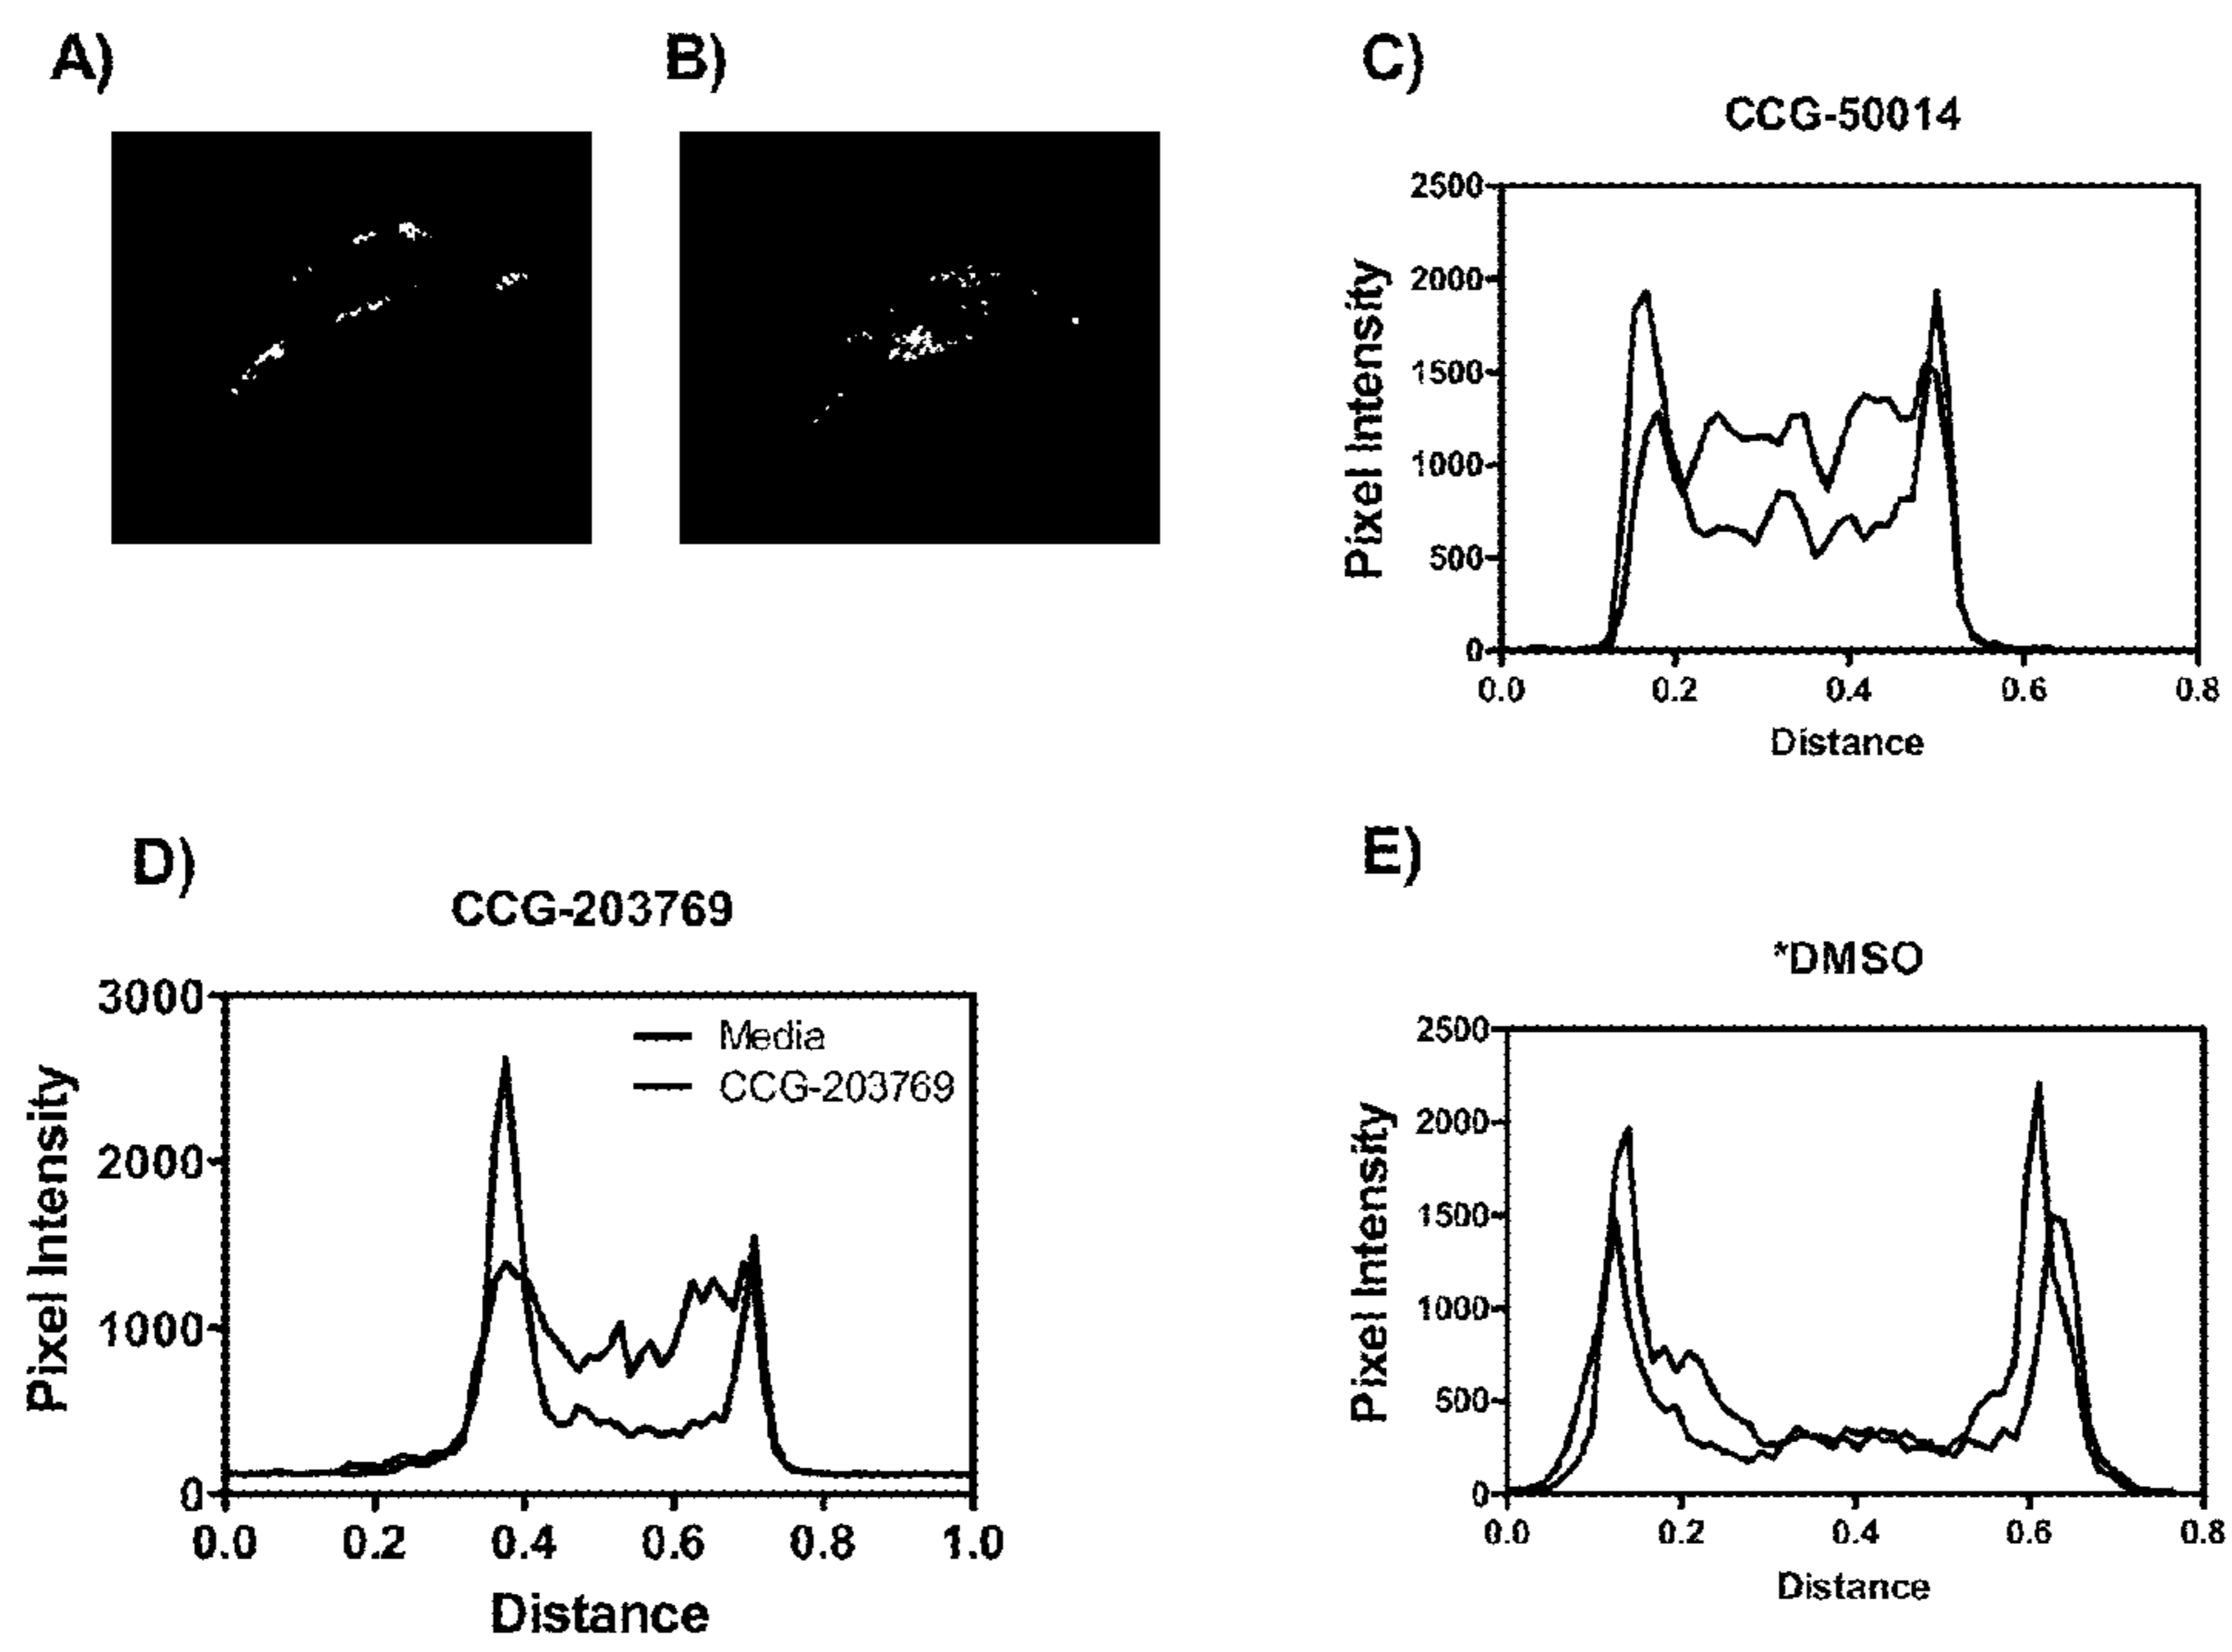 A)
B)
C)
CCG-50014
Pixel Intensity
2500
2000
1500
1000
500
0
0.0 0.2 0.4 0.6 0.8
Distance
D)
CCG-203769
Pixel Intensity
3000
2000
1000
0
Media
CCG-203769
0.0 0.2 0.4 0.6 0.8 1.0
Distance
E)
*DMSO
Pixel Intensity
2500
2000
1500
1000
500
0
0.0 0.2 0.4 0.6 0.8
Distance